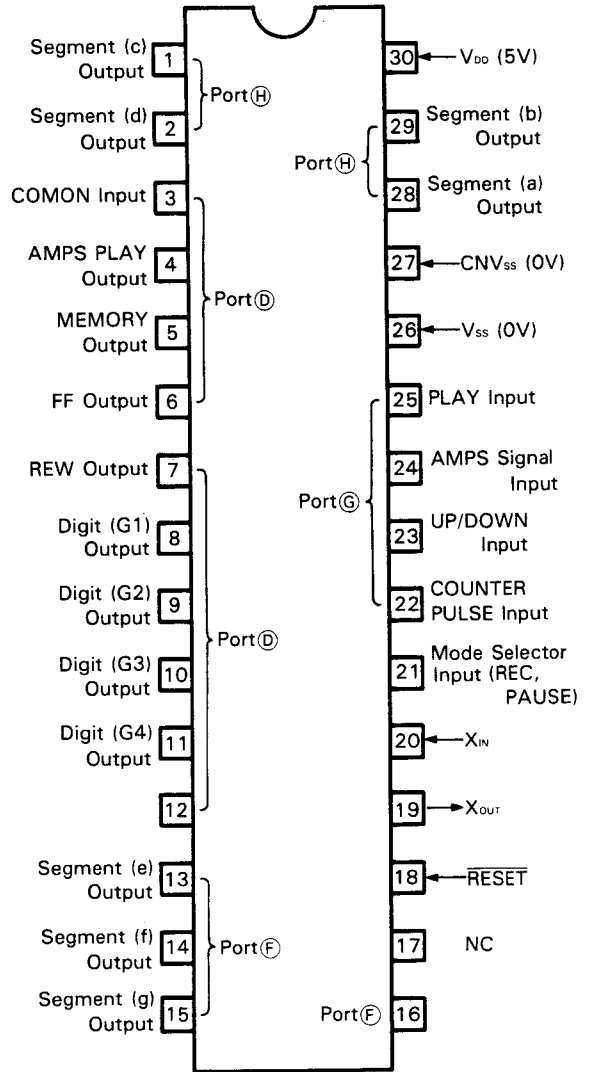 Segment (c)
Output
1
Port Ⓗ
Segment (d)
Output
2
COMON Input
3
AMPS PLAY
Output
4
Port Ⓓ
MEMORY
Output
5
FF Output
6
REW Output
7
Digit (G1)
Output
8
Digit (G2)
Output
9
Port Ⓓ
Digit (G3)
Output
10
Digit (G4)
Output
11
12
Segment (e)
Output
13
Segment (f)
Output
14
Port Ⓕ
Segment (g)
Output
15
30
VDD (5V)
29
Segment (b)
Output
Port Ⓗ
28
Segment (a)
Output
27
CNVss (0V)
26
Vss (0V)
25
PLAY Input
24
AMPS Signal
Input
Port Ⓖ
23
UP/DOWN
Input
22
COUNTER
PULSE Input
21
Mode Selector
Input (REC,
PAUSE)
20
XIN
19
XOUT
18
RESET
17
NC
Port Ⓕ
16